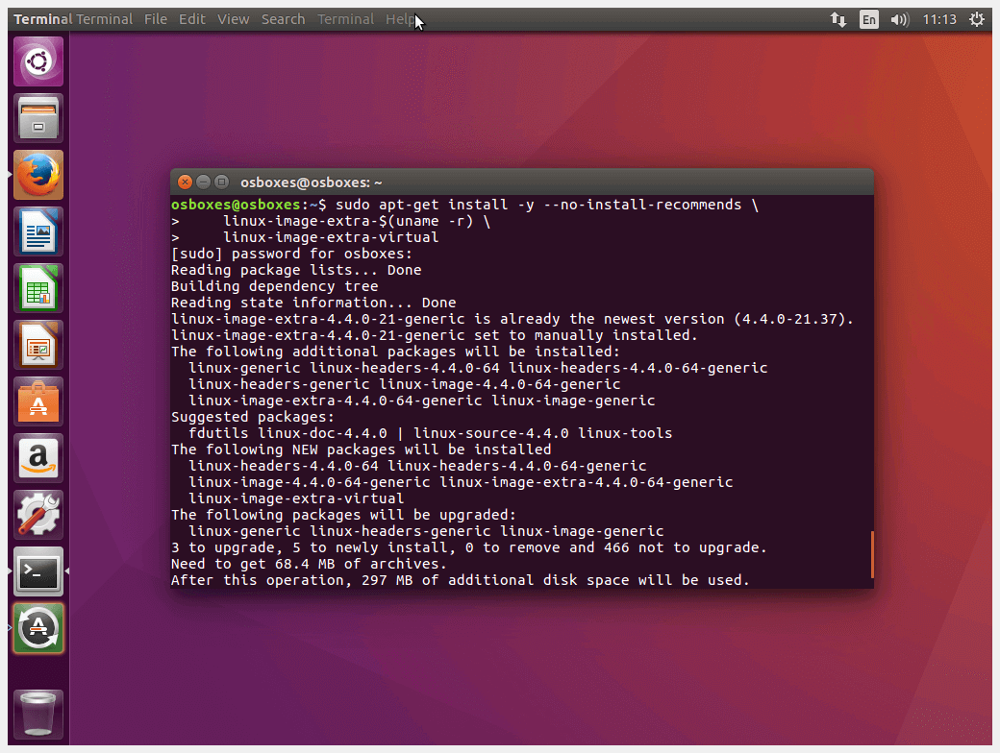 Terminal Terminal File Edit View Search Terminal Help En 11:13
osboxes@osboxes: ~
osboxes@osboxes:~$ sudo apt-get install -y --no-install-recommends \
>     linux-image-extra-$(uname -r) \
>     linux-image-extra-virtual
[sudo] password for osboxes:
Reading package lists... Done
Building dependency tree
Reading state information... Done
linux-image-extra-4.4.0-21-generic is already the newest version (4.4.0-21.37).
linux-image-extra-4.4.0-21-generic set to manually installed.
The following additional packages will be installed:
  linux-generic linux-headers-4.4.0-64 linux-headers-4.4.0-64-generic
  linux-headers-generic linux-image-4.4.0-64-generic
  linux-image-extra-4.4.0-64-generic linux-image-generic
Suggested packages:
  fdutils linux-doc-4.4.0 | linux-source-4.4.0 linux-tools
The following NEW packages will be installed
  linux-headers-4.4.0-64 linux-headers-4.4.0-64-generic
  linux-image-4.4.0-64-generic linux-image-extra-4.4.0-64-generic
  linux-image-extra-virtual
The following packages will be upgraded:
  linux-generic linux-headers-generic linux-image-generic
3 to upgrade, 5 to newly install, 0 to remove and 466 not to upgrade.
Need to get 68.4 MB of archives.
After this operation, 297 MB of additional disk space will be used.